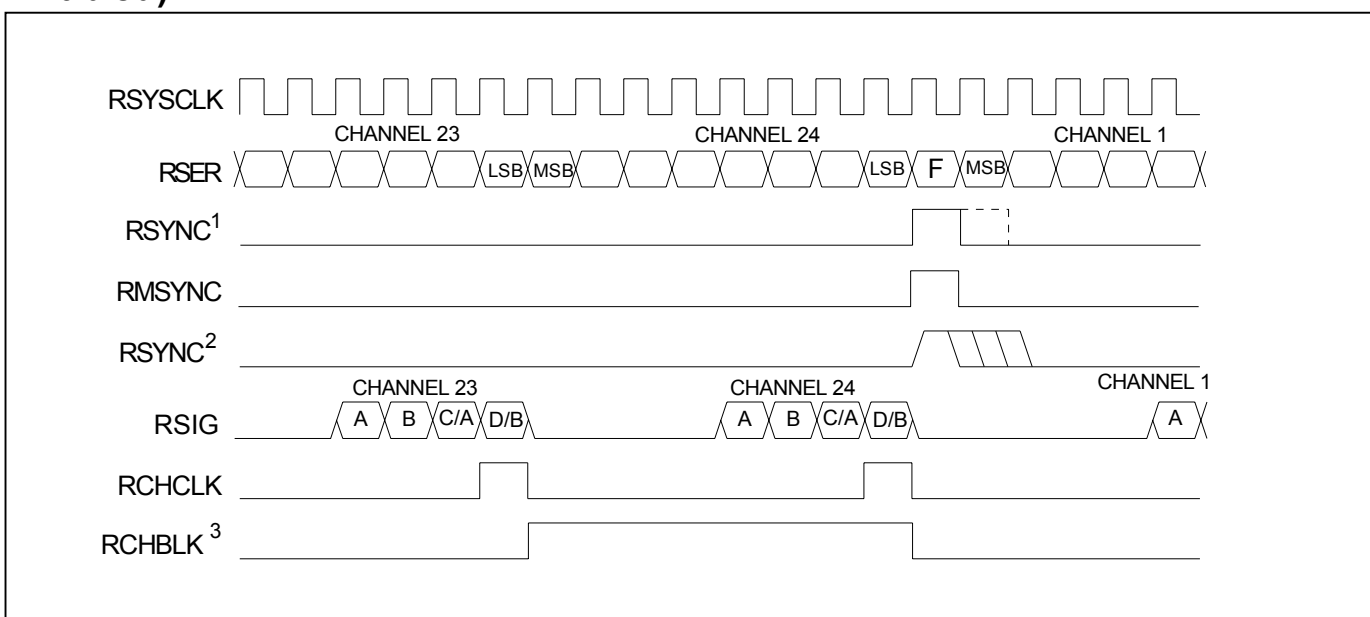 RSYSCLK
CHANNEL 23 CHANNEL 24 CHANNEL 1
RSER LSB MSB LSB F MSB
RSYNC1
RMSYNC
RSYNC2
CHANNEL 23 CHANNEL 24 CHANNEL 1
RSIG A B C/A D/B A B C/A D/B A
RCHCLK
RCHBLK 3